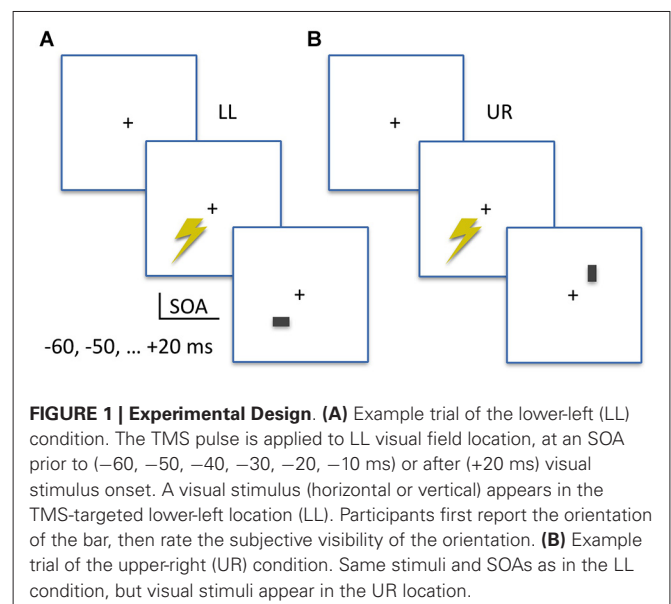 A
B
LL
UR
+
+
+
+
+
+
SOA
-60, -50, ... +20 ms
FIGURE 1 | Experimental Design. (A) Example trial of the lower-left (LL)
condition. The TMS pulse is applied to LL visual field location, at an SOA
prior to (−60, −50, −40, −30, −20, −10 ms) or after (+20 ms) visual
stimulus onset. A visual stimulus (horizontal or vertical) appears in the
TMS-targeted lower-left location (LL). Participants first report the orientation
of the bar, then rate the subjective visibility of the orientation. (B) Example
trial of the upper-right (UR) condition. Same stimuli and SOAs as in the LL
condition, but visual stimuli appear in the UR location.